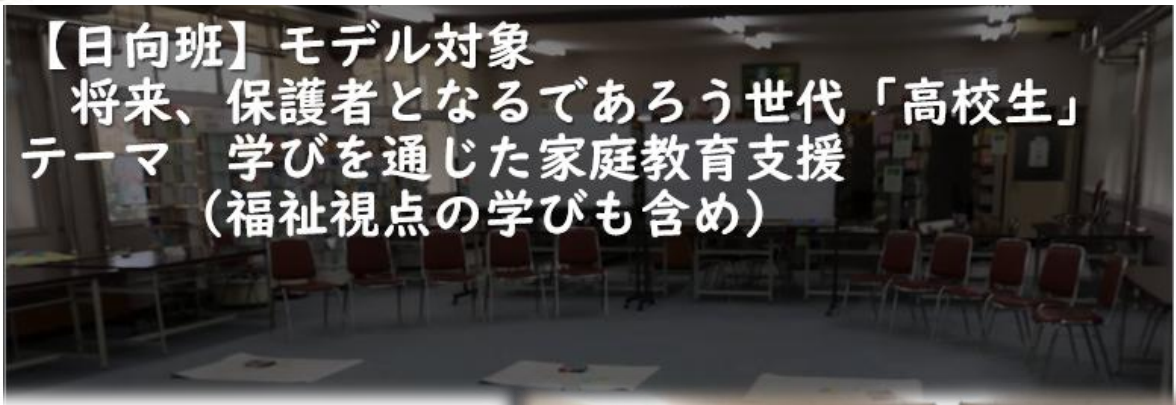 【日向班】モデル対象
将来、保護者となるであろう世代「高校生」
テーマ　学びを通じた家庭教育支援
（福祉視点の学びも含め）